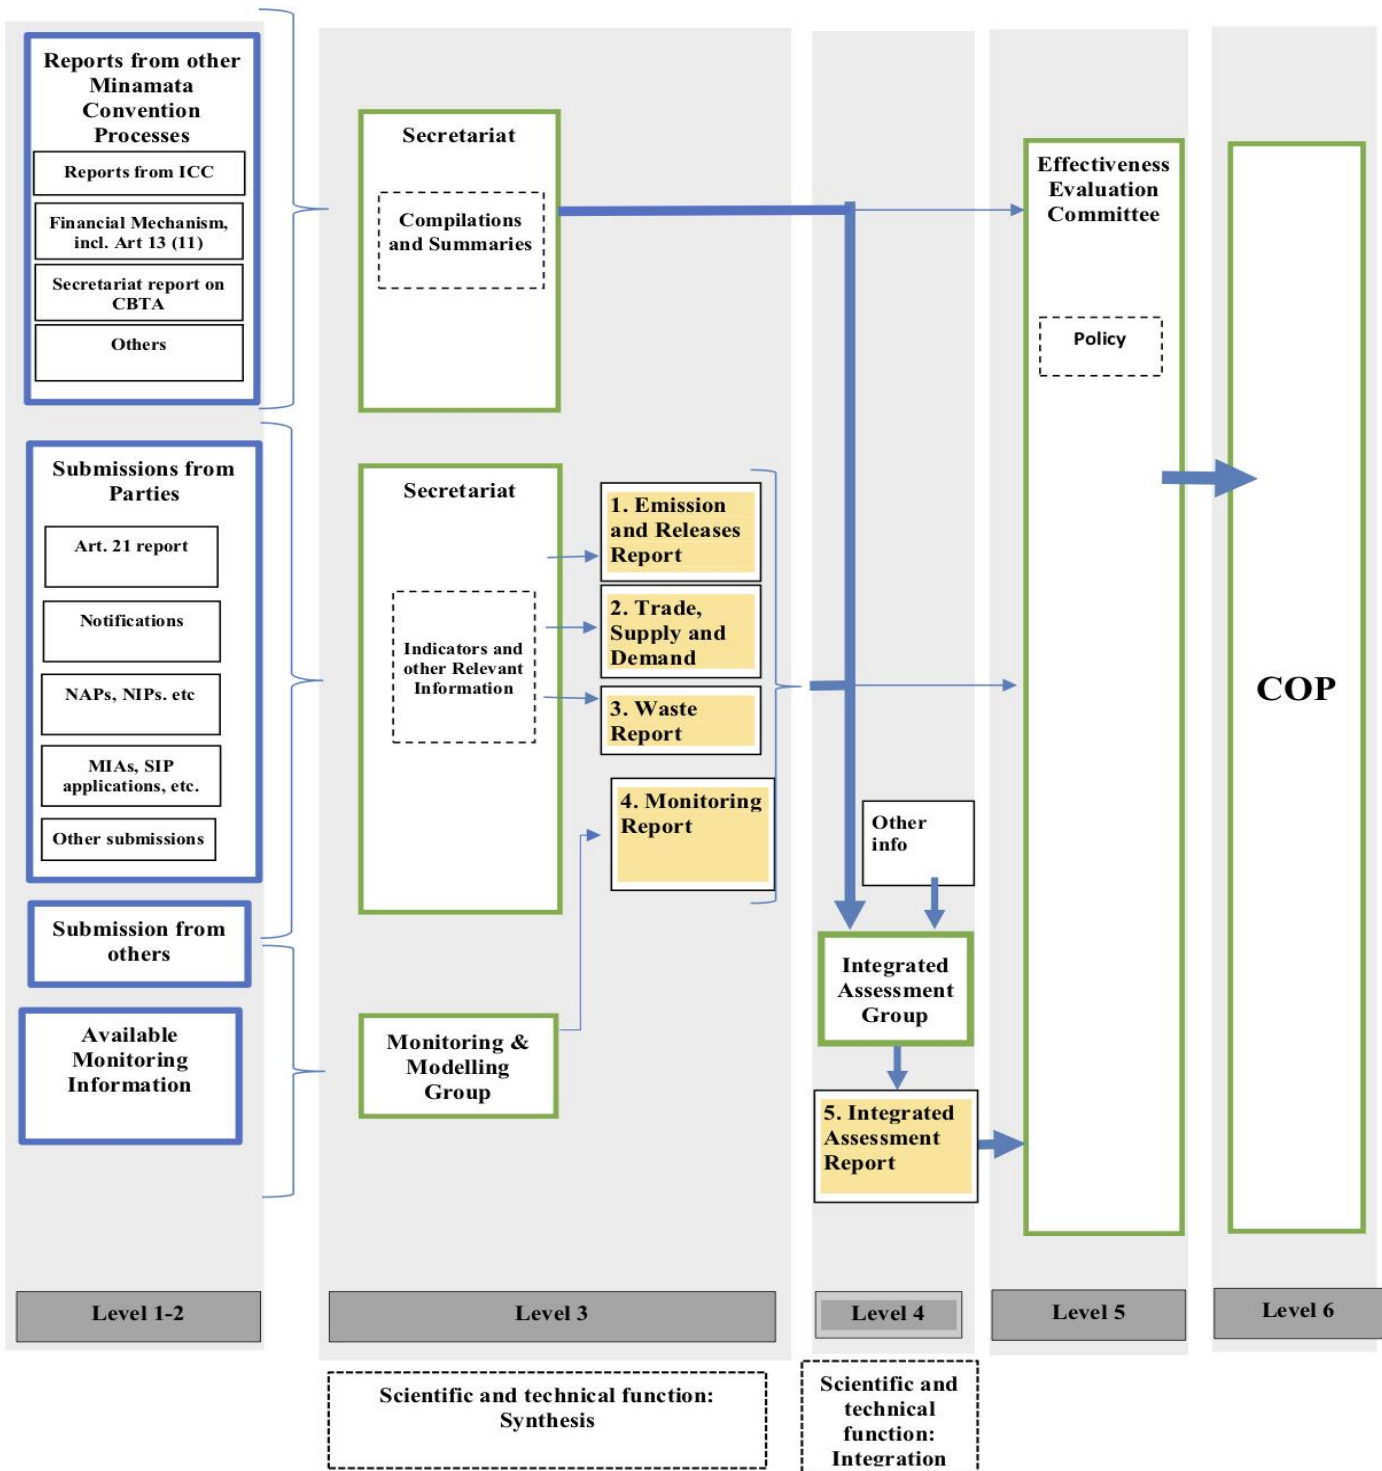 Reports from other
Minamata
Convention
Processes
Reports from ICC
Financial Mechanism,
incl. Art 13 (11)
Secretariat report on
CBTA
Others
Submissions from
Parties
Art. 21 report
Notifications
NAPs, NIPs. etc
MIAs, SIP
applications, etc.
Other submissions
Submission from
others
Available
Monitoring
Information
Level 1-2
Secretariat
Compilations
and Summaries
Secretariat
Indicators and
other Relevant
Information
1. Emission
and Releases
Report
2. Trade,
Supply and
Demand
3. Waste
Report
4. Monitoring
Report
Monitoring &
Modelling
Group
Level 3
Scientific and technical function:
Synthesis
Other
info
Integrated
Assessment
Group
5. Integrated
Assessment
Report
Level 4
Scientific and
technical
function:
Integration
Effectiveness
Evaluation
Committee
Policy
Level 5
COP
Level 6